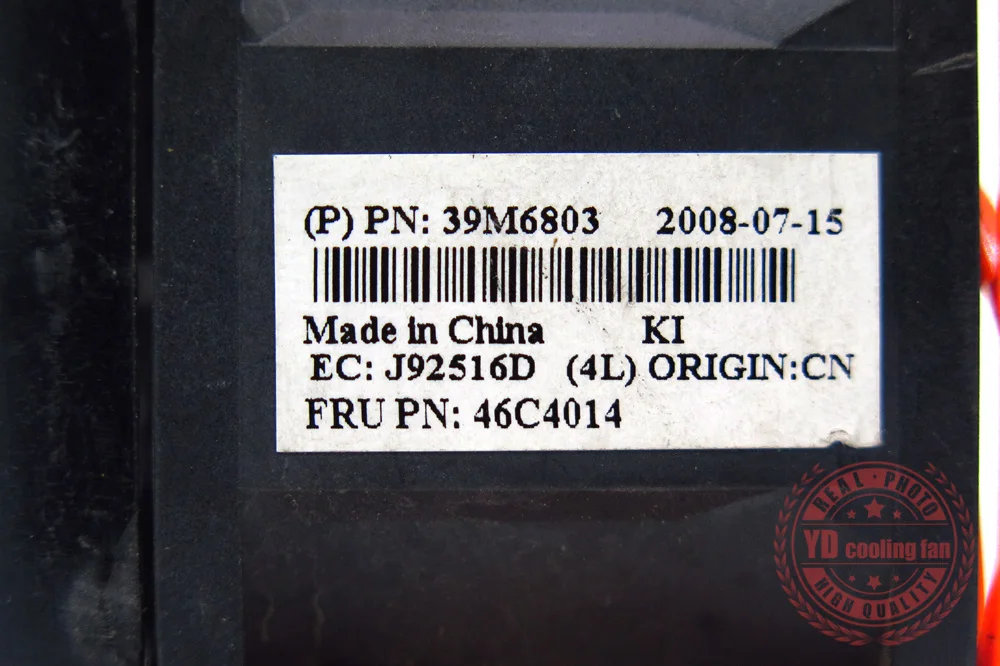 (P) PN: 39M6803 2008-07-15
Made in China KI
EC: J92516D (4L) ORIGIN:CN
FRU PN: 46C4014
REAL · PHOTO
YD cooling fan
HIGH QUALITY